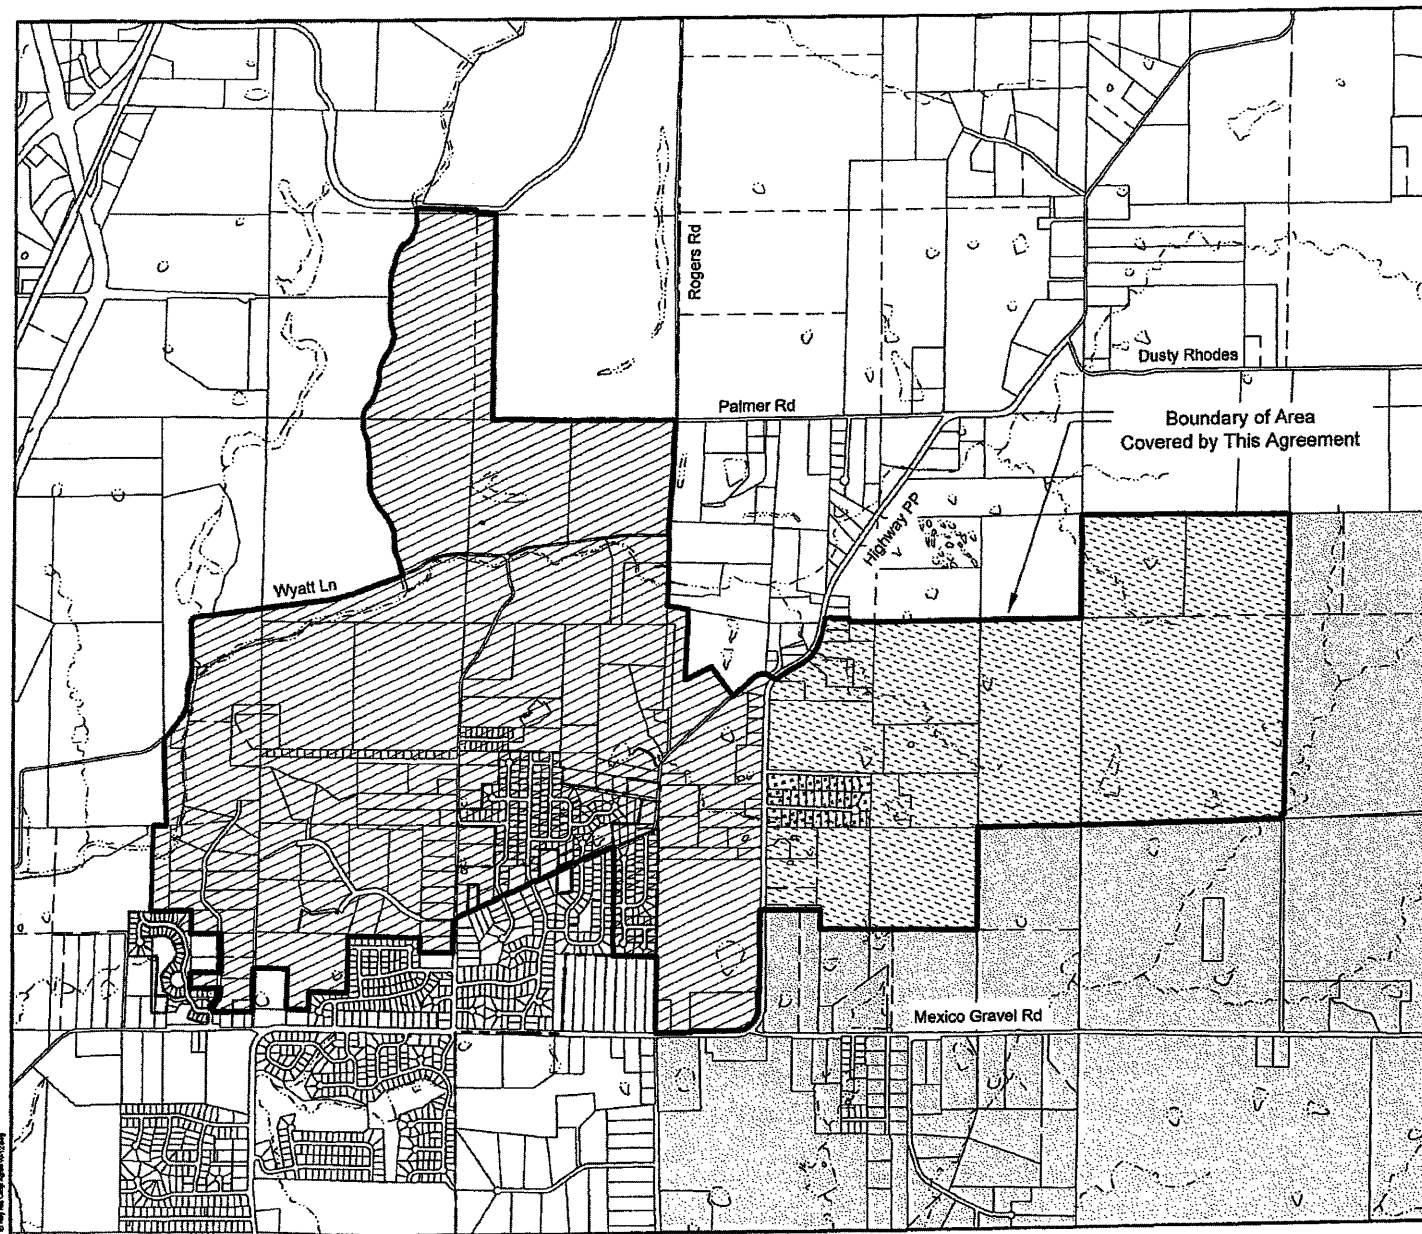 Rogers Rd
Dusty Rhodes
Palmer Rd
Boundary of Area
Covered by This Agreement
Highway PP
Wyatt Ln
Mexico Gravel Rd